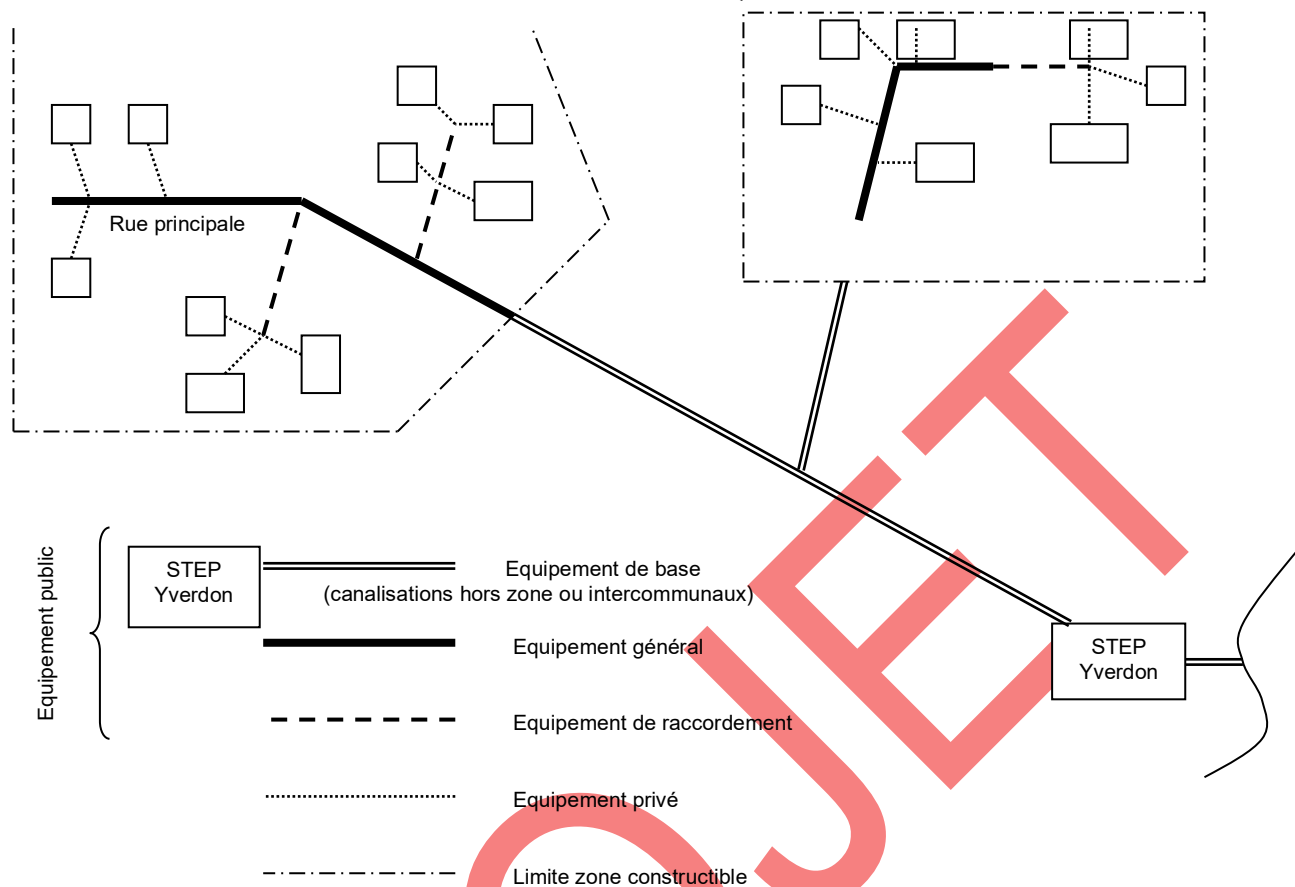 Rue principale
Equipement public
STEP
Yverdon
Equipement de base
(canalisations hors zone ou intercommunaux)
Equipement général
Equipement de raccordement
Equipement privé
Limite zone constructible
STEP
Yverdon
OJET